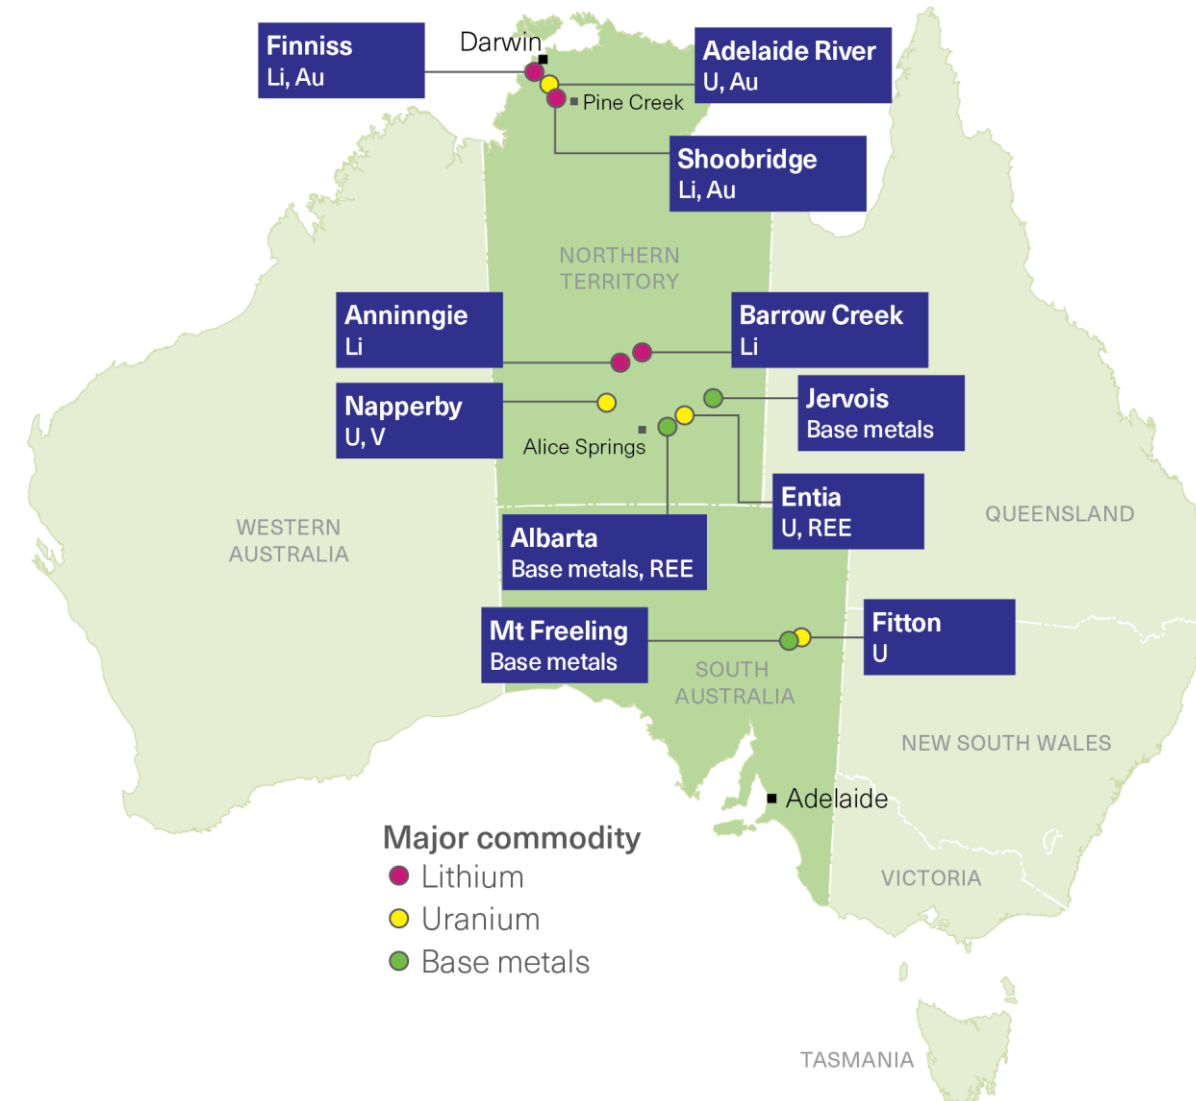 Finniss
Li, Au
Darwin
Adelaide River
U, Au
Pine Creek
Shoobridge
Li, Au
NORTHERN
TERRITORY
Anninngie
Li
Barrow Creek
Li
Napperby
U, V
Jervois
Base metals
Alice Springs
Entia
U, REE
QUEENSLAND
WESTERN
AUSTRALIA
Albarta
Base metals, REE
Mt Freeling
Base metals
Fitton
U
SOUTH
AUSTRALIA
NEW SOUTH WALES
Adelaide
Major commodity
Lithium
Uranium
Base metals
VICTORIA
TASMANIA